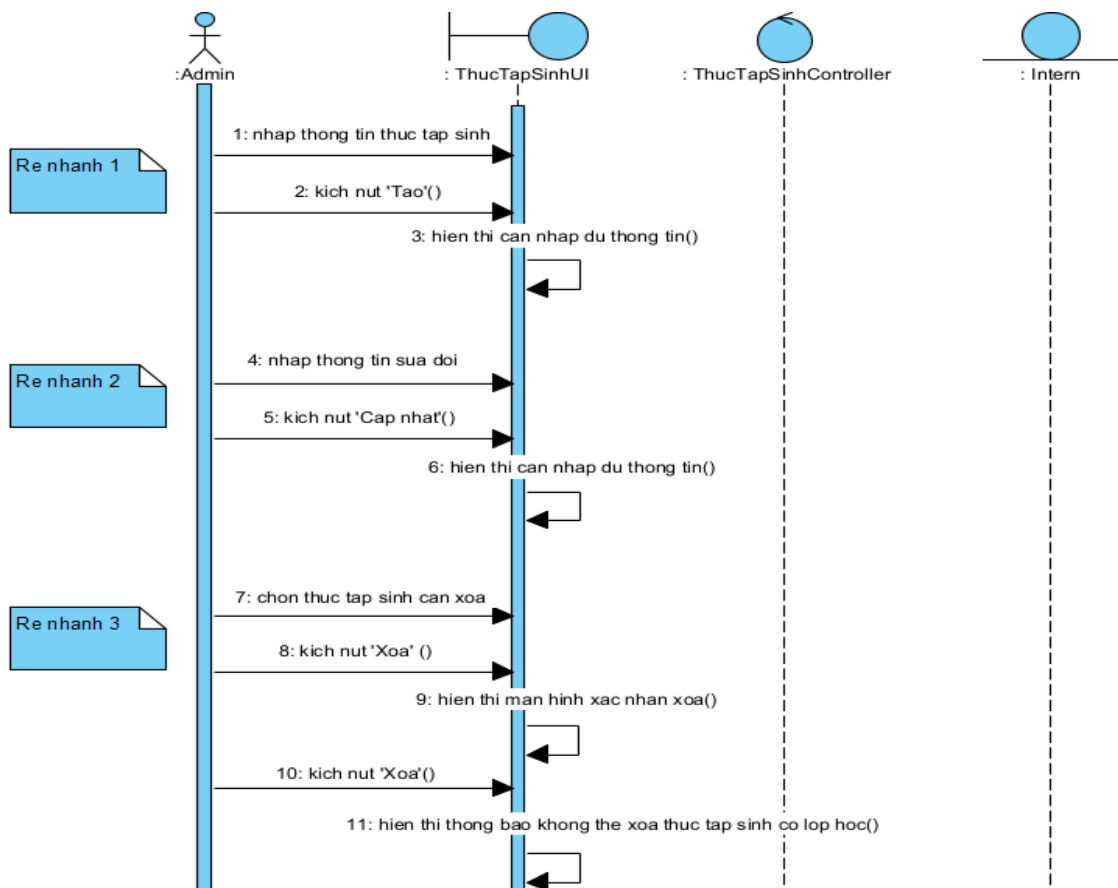 :Admin
: ThucTapSinhUI
: ThucTapSinhController
: Intern
1: nhap thong tin thuc tap sinh
Re nhanh 1
2: kich nut 'Tao'()
3: hien thi can nhap du thong tin()
4: nhap thong tin sua doi
Re nhanh 2
5: kich nut 'Cap nhat'()
6: hien thi can nhap du thong tin()
7: chon thuc tap sinh can xoa
Re nhanh 3
8: kich nut 'Xoa' ()
9: hien thi man hinh xac nhan xoa()
10: kich nut 'Xoa'()
11: hien thi thong bao khong the xoa thuc tap sinh co lop hoc()